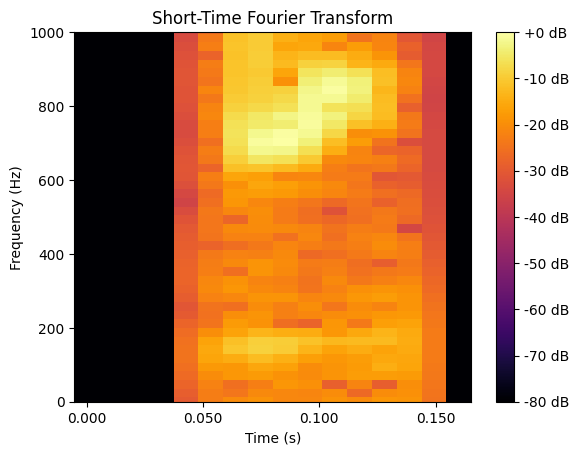 Short-Time Fourier Transform
1000
800
600
400
200
0
Frequency (Hz)
0.000
0.050
0.100
0.150
Time (s)
+0 dB
-10 dB
-20 dB
-30 dB
-40 dB
-50 dB
-60 dB
-70 dB
-80 dB